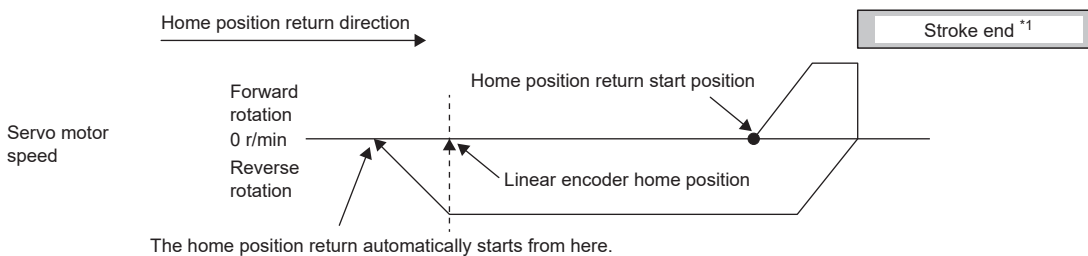 Home position return direction
Stroke end *1
Home position return start position
Forward
rotation
Servo motor
speed
0 r/min
Reverse
rotation
Linear encoder home position
The home position return automatically starts from here.